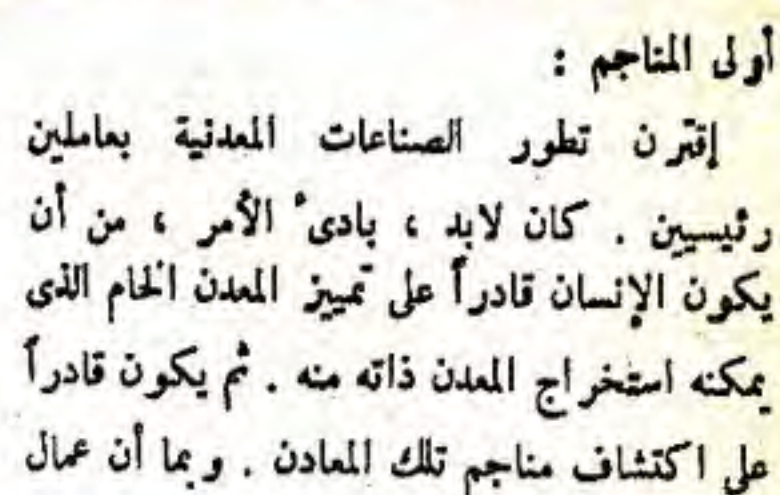 أولى المناجم :
إقترن تطور الصناعات المعدنية بعاملين
رئيسيين . كان لابد ، بادئ الأمر ، من أن
يكون الإنسان قادراً على تمييز المعدن الخام الذى
يمكنه استخراج المعدن ذاته منه . ثم يكون قادراً
على اكتشاف مناجم تلك المعادن . وبما أن عمال